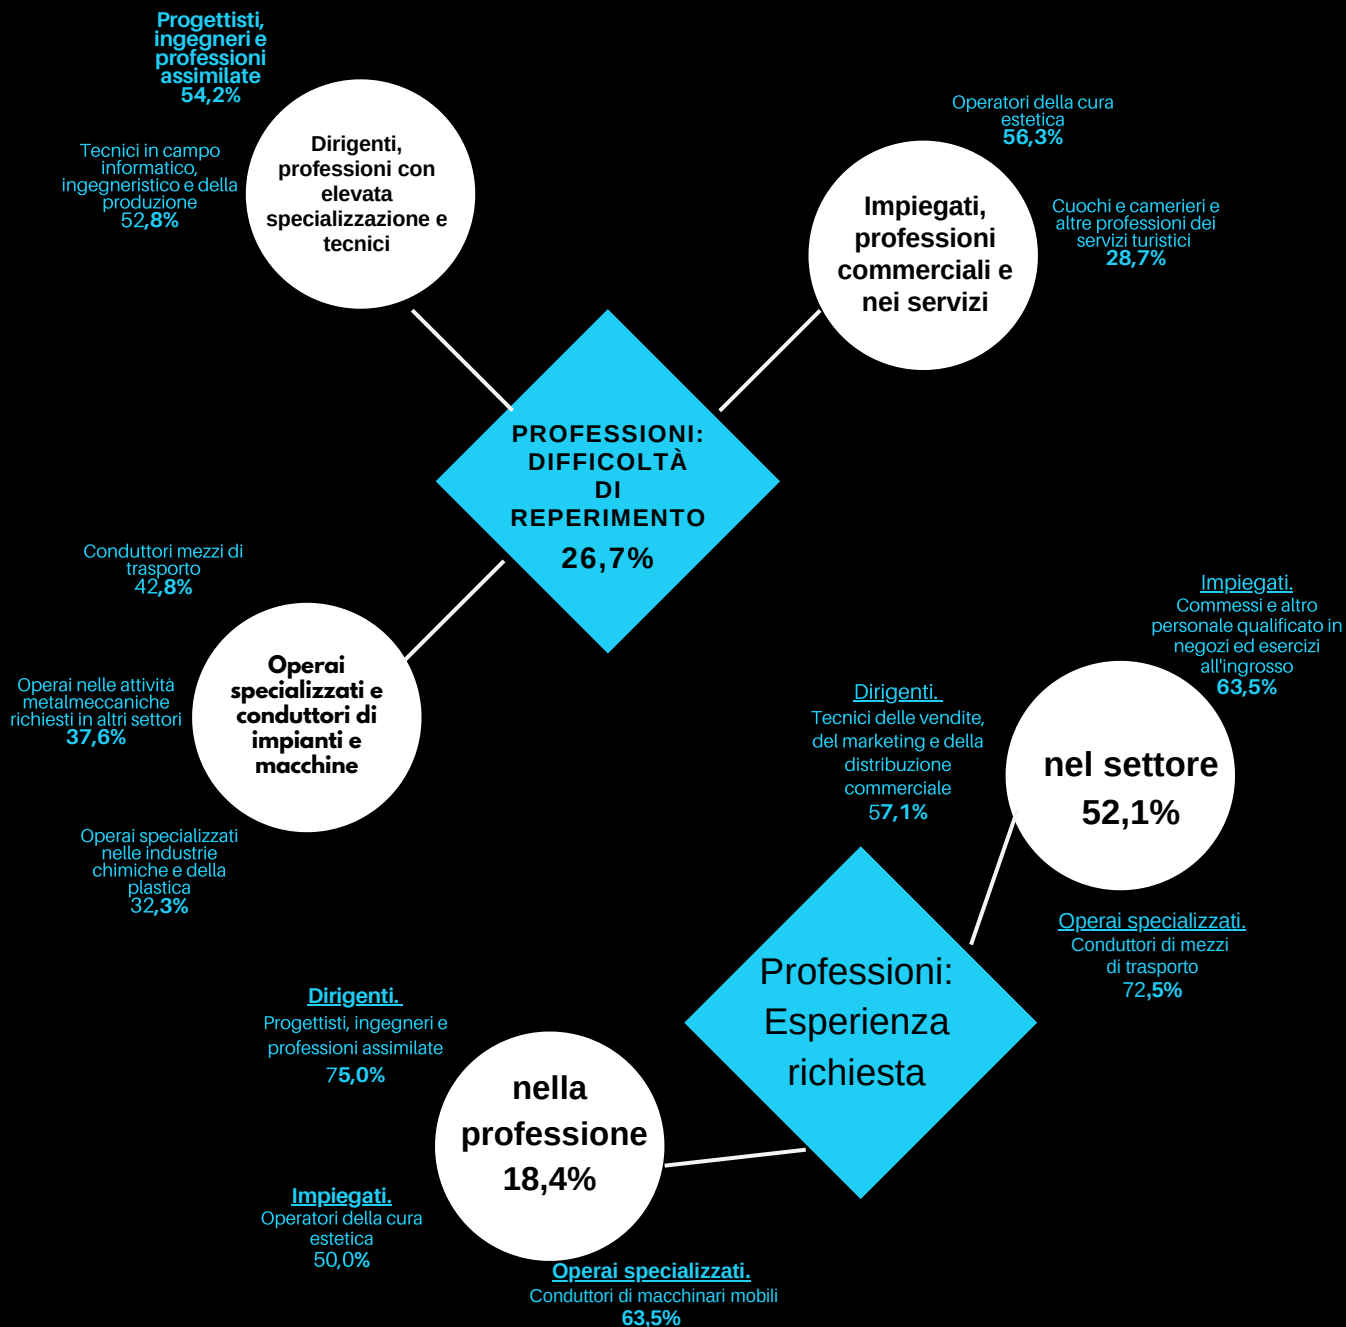 Progettisti,
ingegneri e
professioni
assimilate
54,2%
Tecnici in campo
informatico,
ingegneristico e della
produzione
52,8%
Dirigenti,
professioni con
elevata
specializzazione e
tecnici
Operatori della cura
estetica
56,3%
Cuochi e camerieri e
altre professioni dei
servizi turistici
28,7%
Impiegati,
professioni
commerciali e
nei servizi
PROFESSIONI:
DIFFICOLTÀ
DI
REPERIMENTO
26,7%
Conduttori mezzi di
trasporto
42,8%
Operai nelle attività
metalmeccaniche
richiesti in altri settori
37,6%
Operai specializzati
nelle industrie
chimiche e della
plastica
32,3%
Operai
specializzati e
conduttori di
impianti e
macchine
Impiegati.
Commessi e altro
personale qualificato in
negozi ed esercizi
all'ingrosso
63,5%
Dirigenti.
Tecnici delle vendite,
del marketing e della
distribuzione
commerciale
57,1%
nel settore
52,1%
Operai specializzati.
Conduttori di mezzi
di trasporto
72,5%
Professioni:
Esperienza
richiesta
Dirigenti.
Progettisti, ingegneri e
professioni assimilate
75,0%
nella
professione
18,4%
Impiegati.
Operatori della cura
estetica
50,0%
Operai specializzati.
Conduttori di macchinari mobili
63,5%